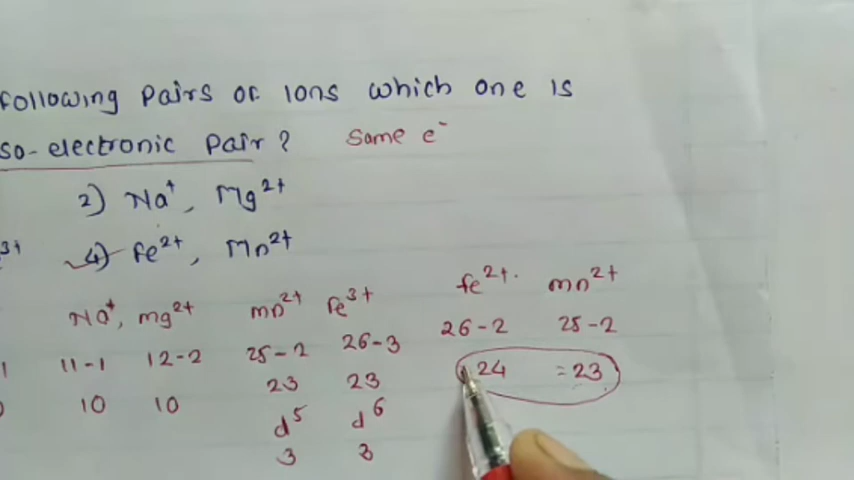 following pairs of ions which one is
so-electronic pair? Same e⁻
2) Na⁺, Mg²⁺
3+ 4) Fe²⁺, Mn²⁺
Na⁺, mg²⁺ mn²⁺ Fe³⁺ fe²⁺. mn²⁺
1 11-1 12-2 25-2 26-3 26-2 25-2
10 10 23 23 24 = 23
d⁵ d⁶
3 3